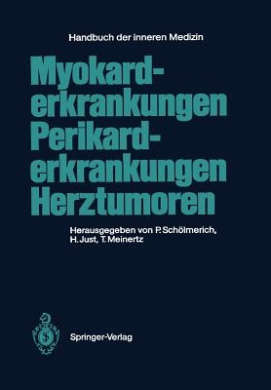 Handbuch der inneren Medizin
Myokard-
erkrankungen
Perikard-
erkrankungen
Herztumoren
Herausgegeben von P. Schölmerich,
H. Just, T. Meinertz
Springer-Verlag